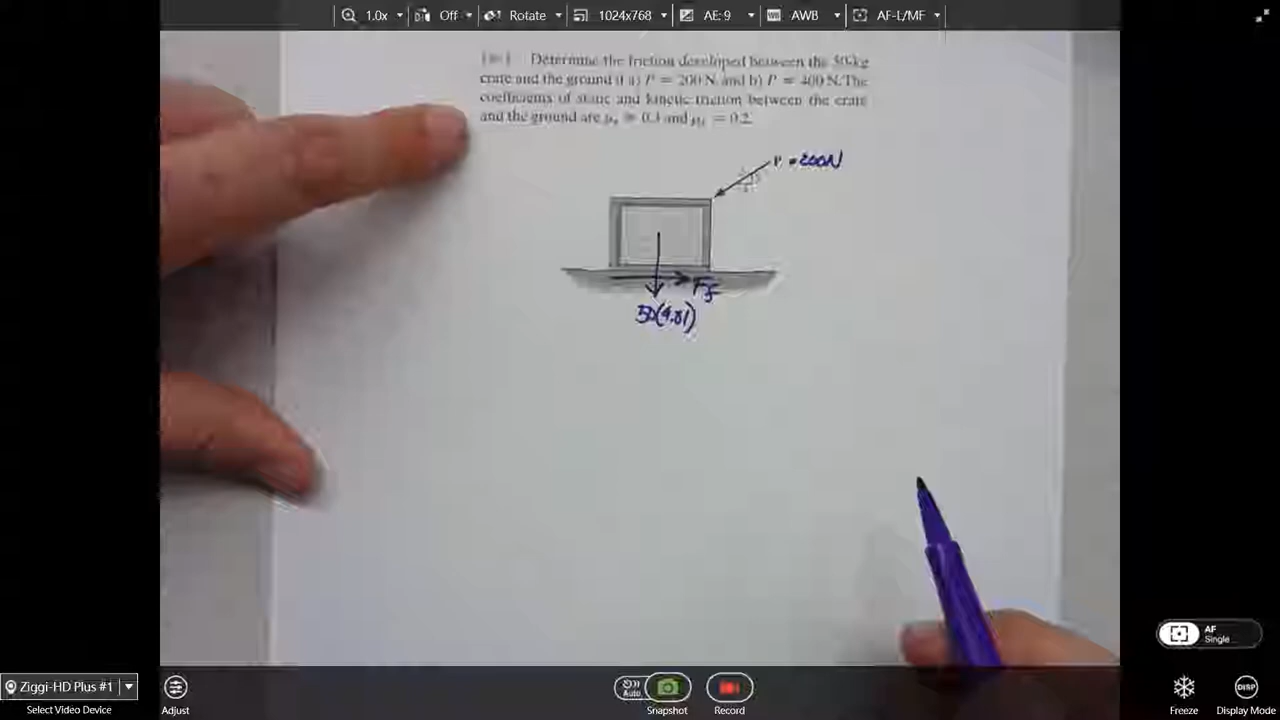 1.0x Off Rotate 1024x768 AE: 9 AWB AF-L/MF
Determine the friction developed between the 50-kg
crate and the ground if a) P = 200 N, and b) P = 400 N. The
coefficients of static and kinetic friction between the crate
and the ground are μs = 0.3 and μk = 0.2.
P = 200N
Ff
50(9.81)
AF
Single
Ziggi-HD Plus #1
Select Video Device
Adjust
Auto
Snapshot
Record
Freeze
DISP
Display Mode